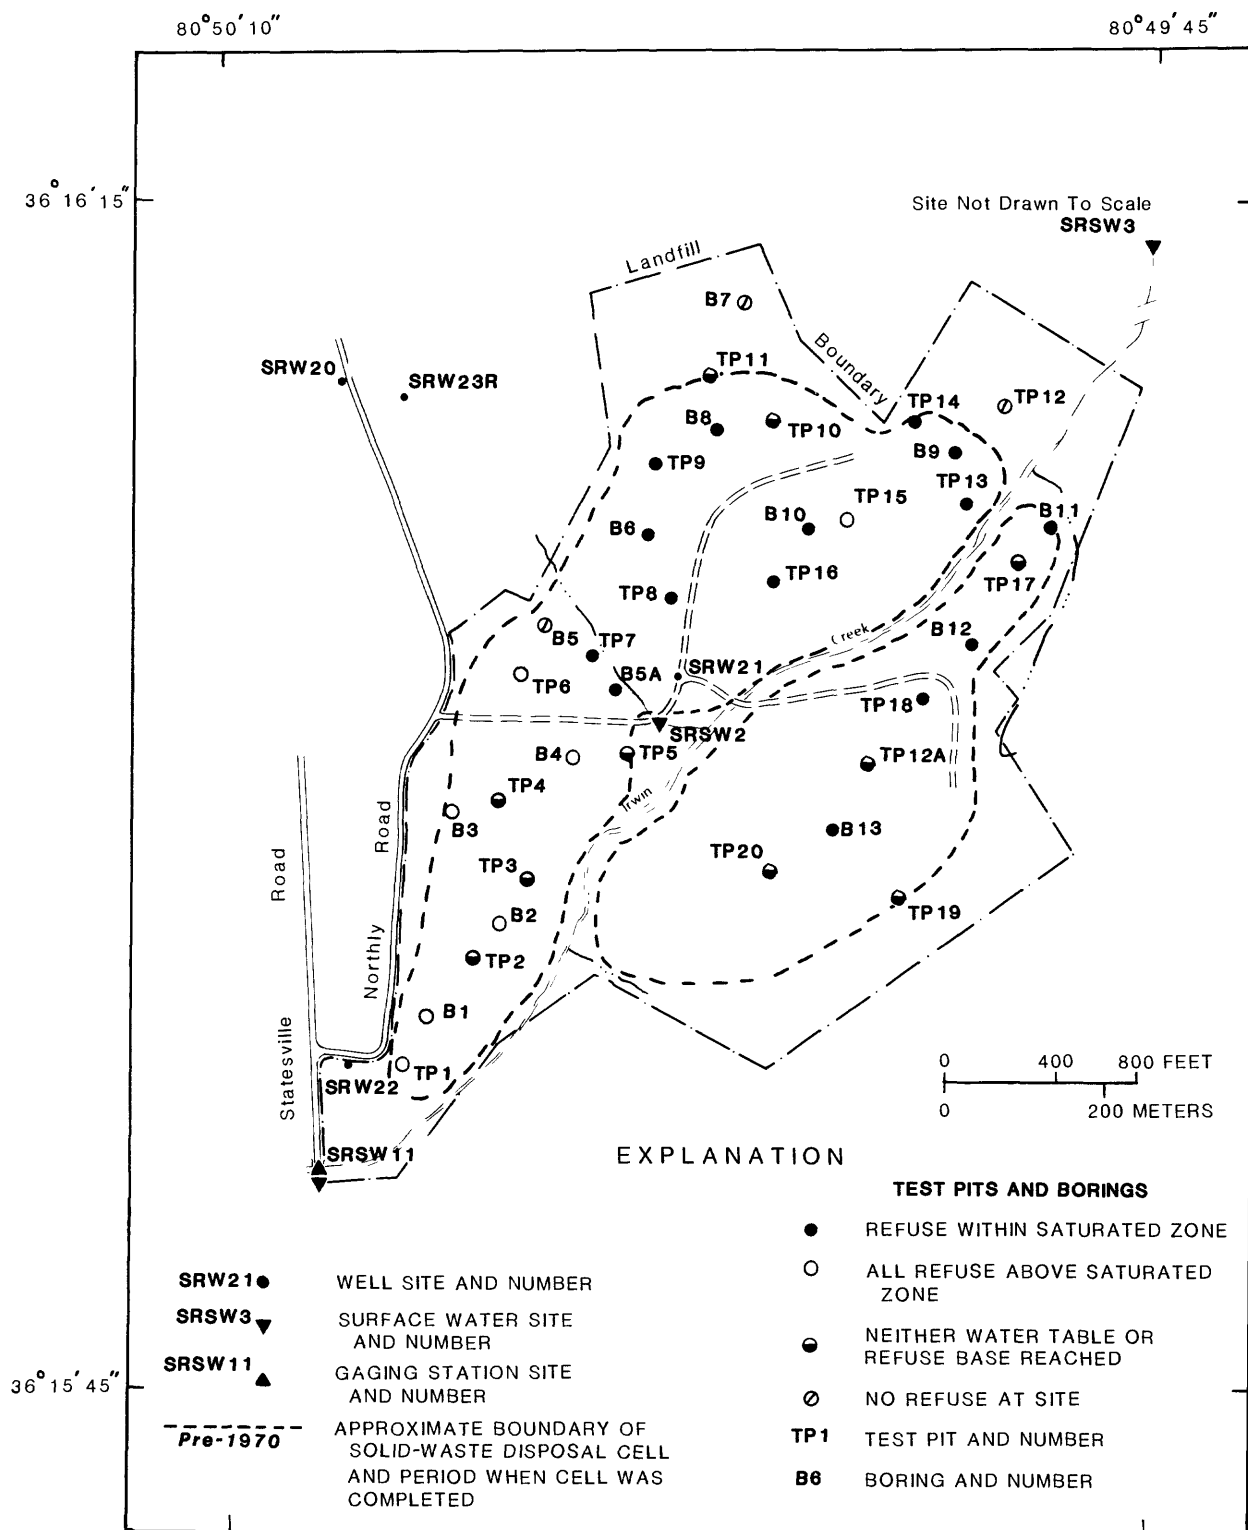 80°50'10"
80°49'45"
36°16'15"
Site Not Drawn To Scale
SRSW3
Landfill
B7
Boundary
TP11
SRW20
SRW23R
TP12
TP14
B8
TP10
B9
TP9
TP13
TP15
B10
B11
B6
TP16
TP17
TP8
B5
TP7
Creek
B12
B5A
SRW21
TP6
TP18
SRSW2
B4
TP5
TP12A
TP4
Irwin
B3
Road
B13
Road
TP3
TP20
TP19
B2
Northly
TP2
B1
Statesville
TP1
SRW22
0 400 800 FEET
0 200 METERS
SRSW11
EXPLANATION
TEST PITS AND BORINGS
REFUSE WITHIN SATURATED ZONE
ALL REFUSE ABOVE SATURATED
ZONE
NEITHER WATER TABLE OR
REFUSE BASE REACHED
NO REFUSE AT SITE
TP1 TEST PIT AND NUMBER
B6 BORING AND NUMBER
SRW21 WELL SITE AND NUMBER
SRSW3 SURFACE WATER SITE
AND NUMBER
SRSW11 GAGING STATION SITE
AND NUMBER
Pre-1970 APPROXIMATE BOUNDARY OF
SOLID-WASTE DISPOSAL CELL
AND PERIOD WHEN CELL WAS
COMPLETED
36°15'45"